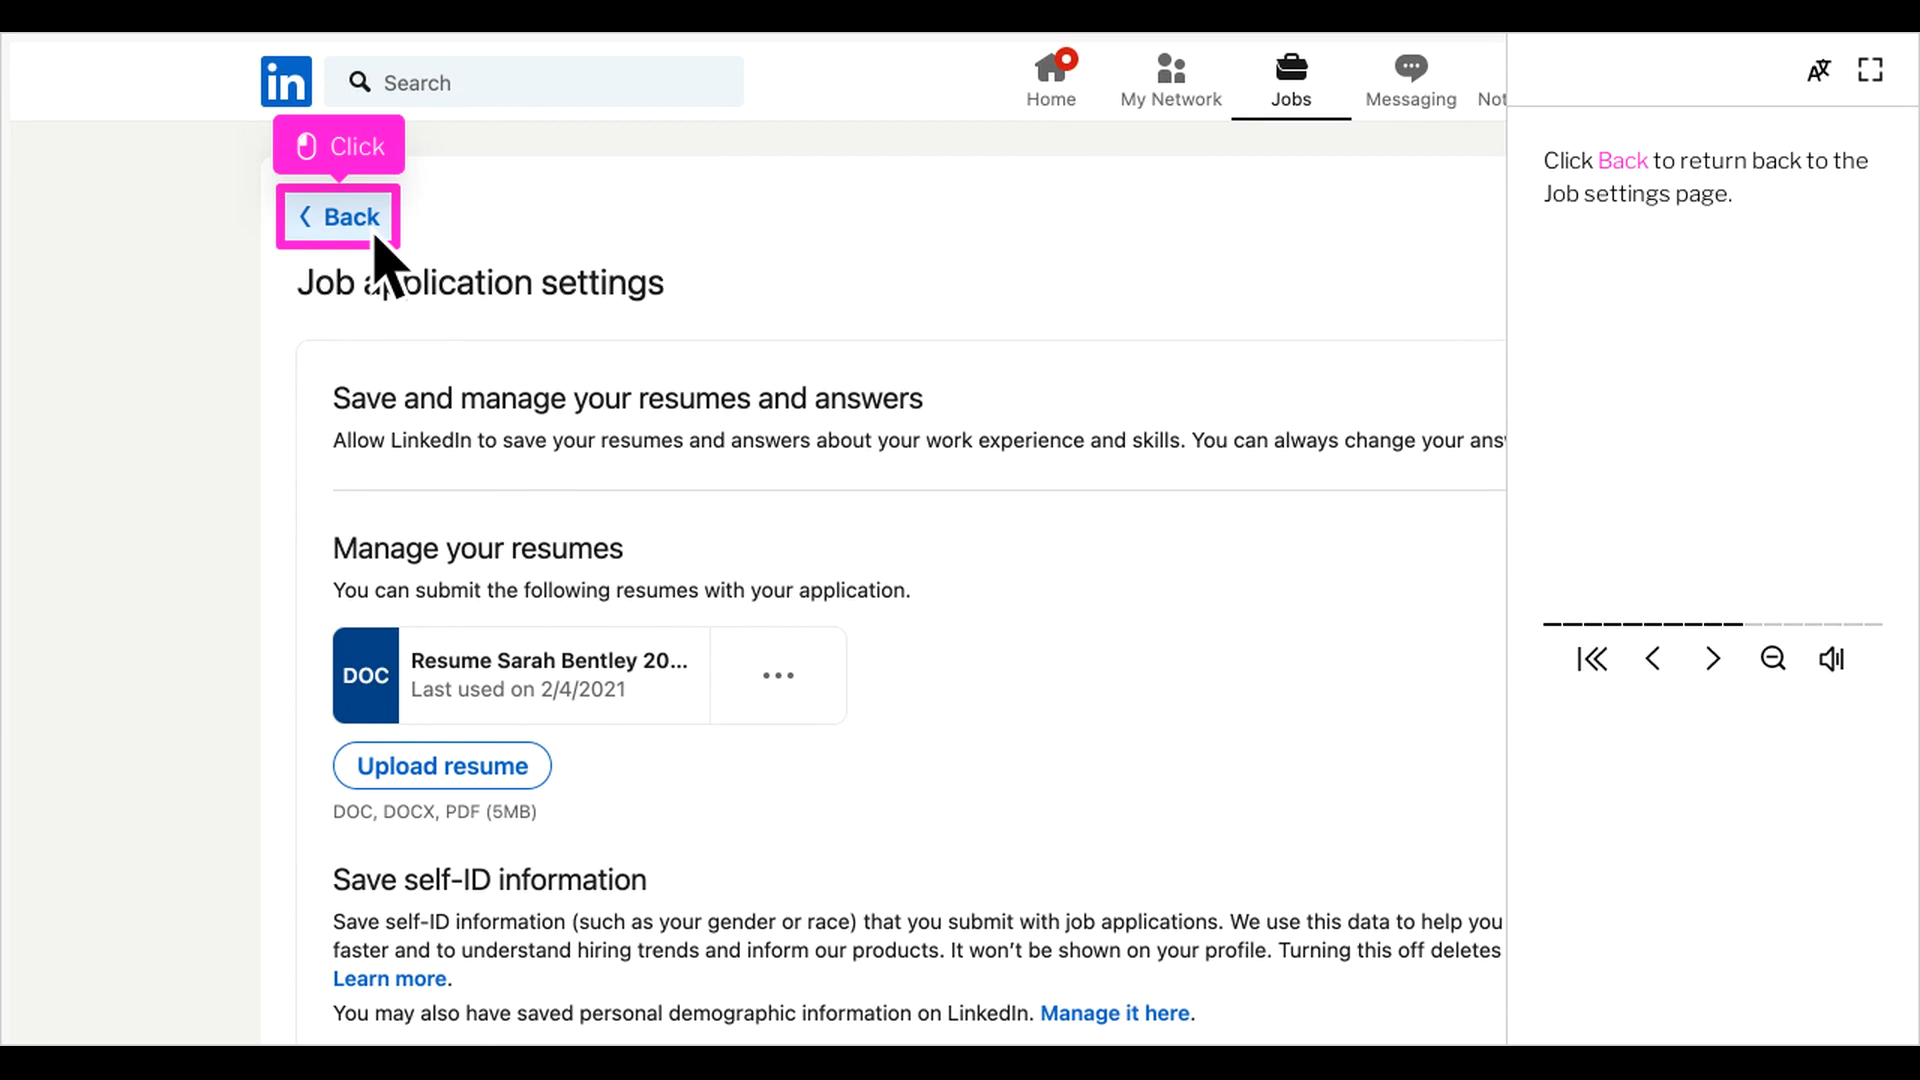 in
Search
Home
My Network
Jobs
Messaging
Not
Click
Back
Job application settings
Save and manage your resumes and answers
Allow LinkedIn to save your resumes and answers about your work experience and skills. You can always change your ans
Manage your resumes
You can submit the following resumes with your application.
DOC
Resume Sarah Bentley 20...
Last used on 2/4/2021
Upload resume
DOC, DOCX, PDF (5MB)
Save self-ID information
Save self-ID information (such as your gender or race) that you submit with job applications. We use this data to help you
faster and to understand hiring trends and inform our products. It won’t be shown on your profile. Turning this off deletes
Learn more.
You may also have saved personal demographic information on LinkedIn. Manage it here.
Click Back to return back to the
Job settings page.